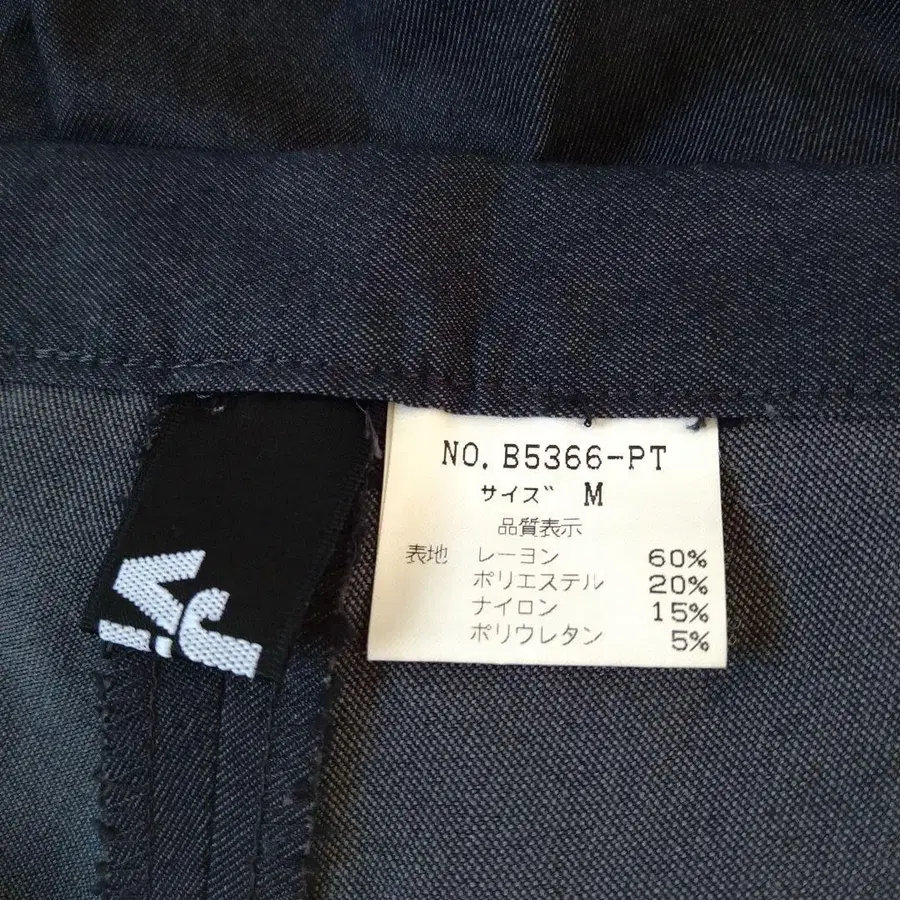 NO. B5366-PT
サイズ M
品質表示
表地 レーヨン 60%
ポリエステル 20%
ナイロン 15%
ポリウレタン 5%